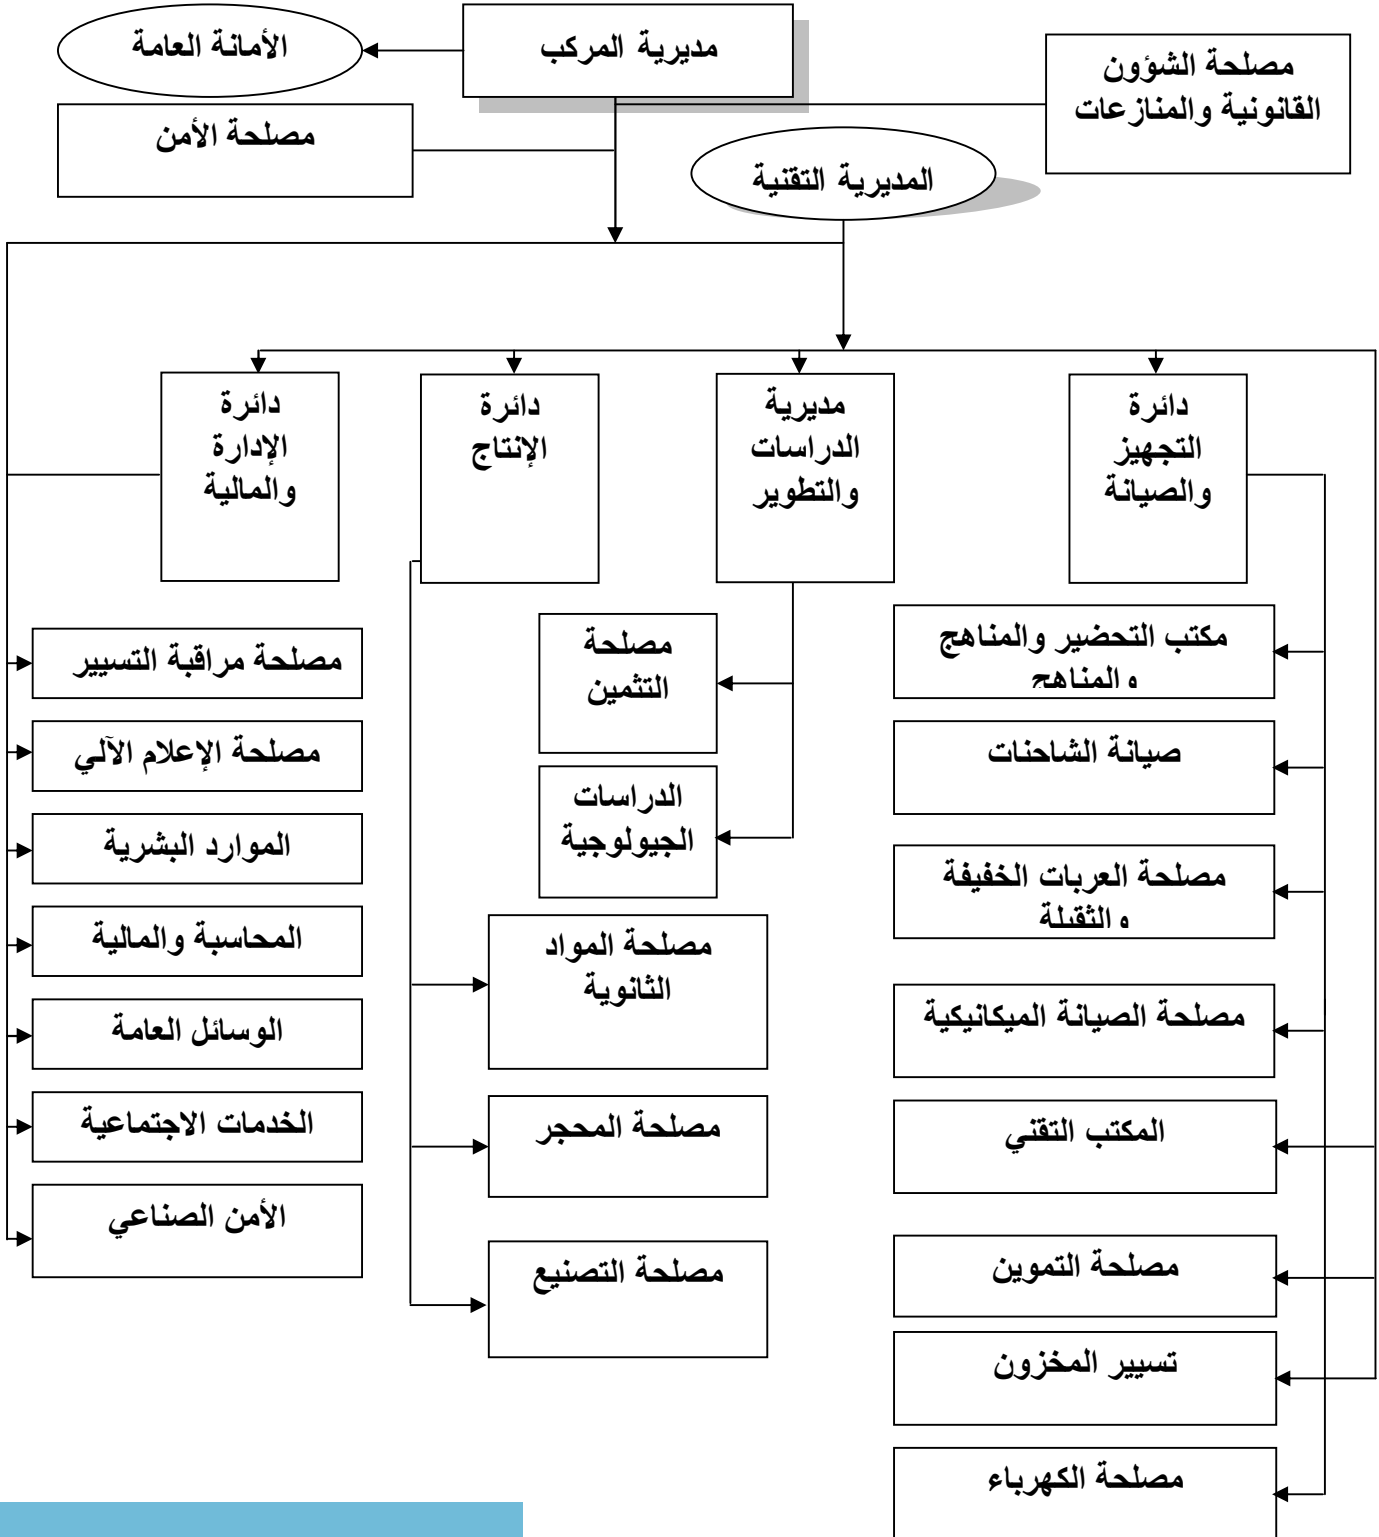 مديرية المركب
الأمانة العامة
مصلحة الشؤون
القانونية والمنازعات
مصلحة الأمن
المديرية التقنية
دائرة
التجهيز
والصيانة
مديرية
الدراسات
والتطوير
دائرة
الإنتاج
دائرة
الإدارة
والمالية
مكتب التحضير والمناهج
والمناهج
صيانة الشاحنات
مصلحة العربات الخفيفة
والثقيلة
مصلحة الصيانة الميكانيكية
المكتب التقني
مصلحة التموين
تسيير المخزون
مصلحة الكهرباء
مصلحة
التثمين
الدراسات
الجيولوجية
مصلحة المواد
الثانوية
مصلحة المحجر
مصلحة التصنيع
مصلحة مراقبة التسيير
مصلحة الإعلام الآلي
الموارد البشرية
المحاسبة والمالية
الوسائل العامة
الخدمات الاجتماعية
الأمن الصناعي